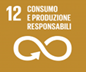 12 CONSUMO
E PRODUZIONE
RESPONSABILI